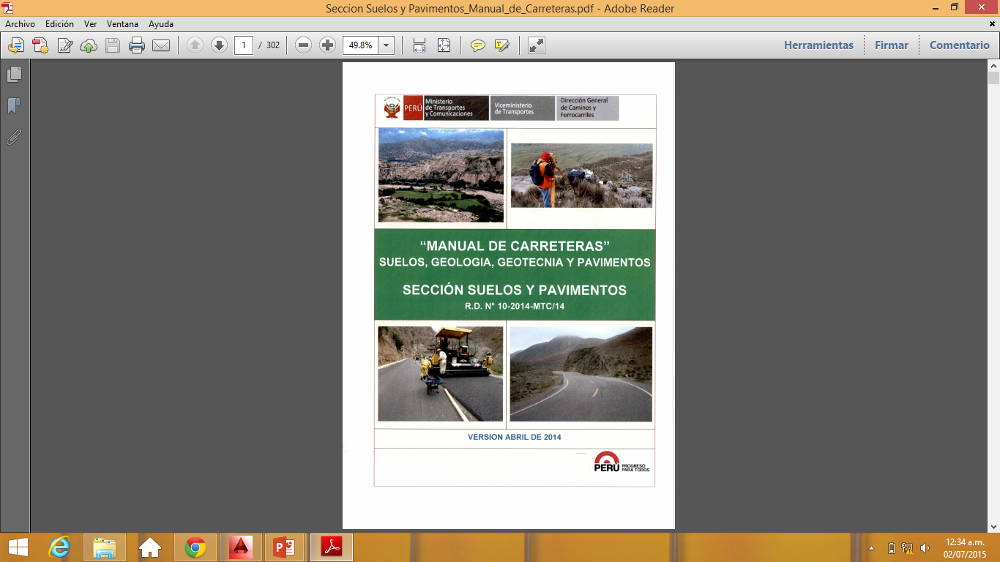 Seccion Suelos y Pavimentos_Manual_de_Carreteras.pdf - Adobe Reader
Archivo Edición Ver Ventana Ayuda
1 / 302 49.8% Herramientas Firmar Comentario
PERÚ
Ministerio
de Transportes
y Comunicaciones
Viceministerio
de Transportes
Dirección General
de Caminos y
Ferrocarriles
“MANUAL DE CARRETERAS”
SUELOS, GEOLOGIA, GEOTECNIA Y PAVIMENTOS
SECCIÓN SUELOS Y PAVIMENTOS
R.D. N° 10-2014-MTC/14
VERSION ABRIL DE 2014
PERÚ
PROGRESO
PARA TODOS
12:34 a.m.
02/07/2015